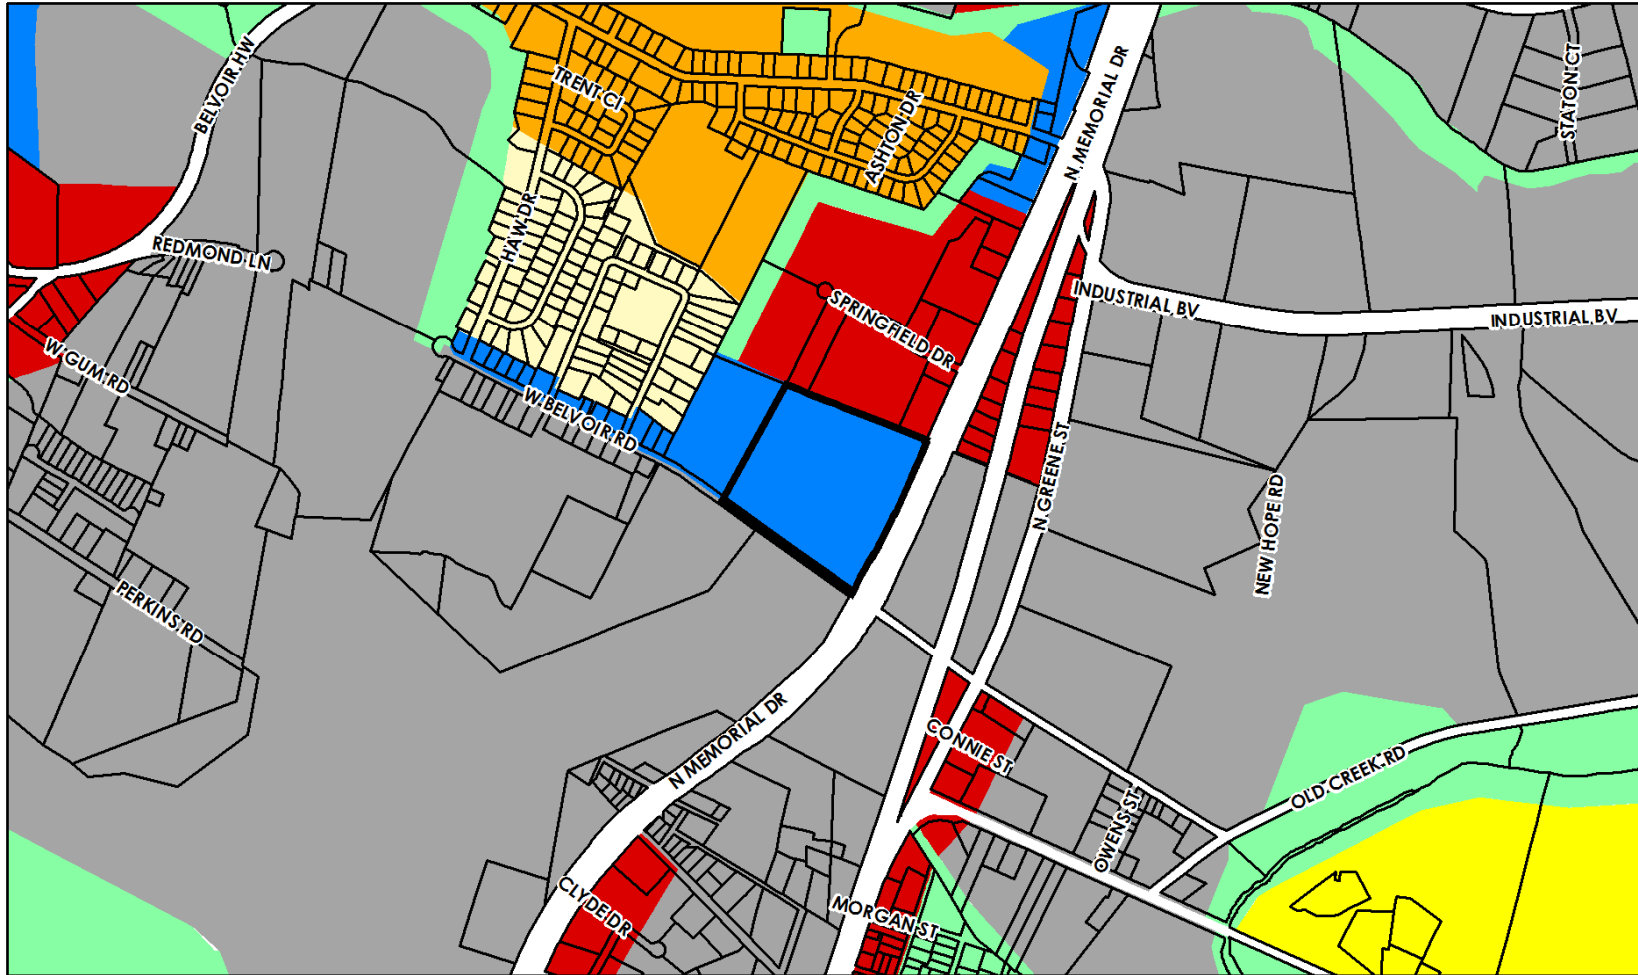 BELVOIR HW
TRENT CI
ASHTON DR
N MEMORIAL DR
STATON CT
HAW DR
REDMOND LN
INDUSTRIAL BV
INDUSTRIAL BV
SPRINGFIELD DR
W GUM RD
W BELVOIR RD
N GREENE ST
NEW HOPE RD
PERKINS RD
N MEMORIAL DR
CONNIE ST
OLD CREEK RD
OWENS ST
CLYDE DR
MORGAN ST